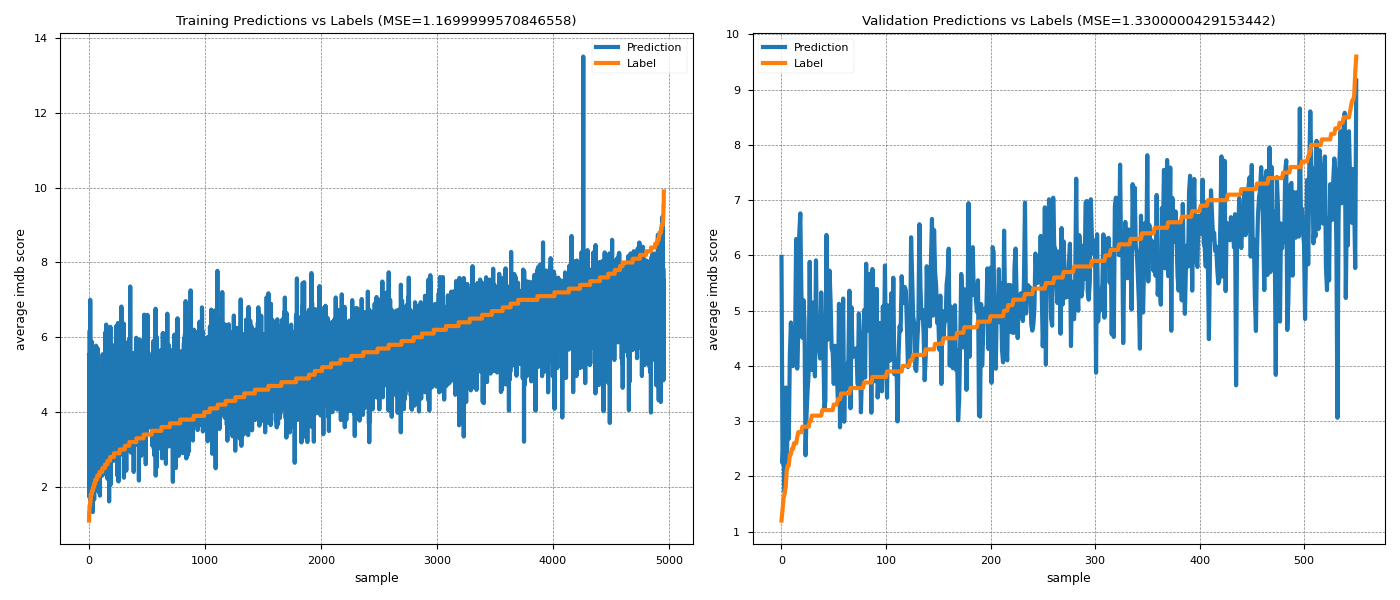 Training Predictions vs Labels (MSE=1.1699999570846558)
14
12
10
8
6
4
2
average imdb score
0
1000
2000
3000
4000
5000
sample
Prediction
Label
Validation Predictions vs Labels (MSE=1.3300000429153442)
10
9
8
7
6
5
4
3
2
1
average imdb score
0
100
200
300
400
500
sample
Prediction
Label